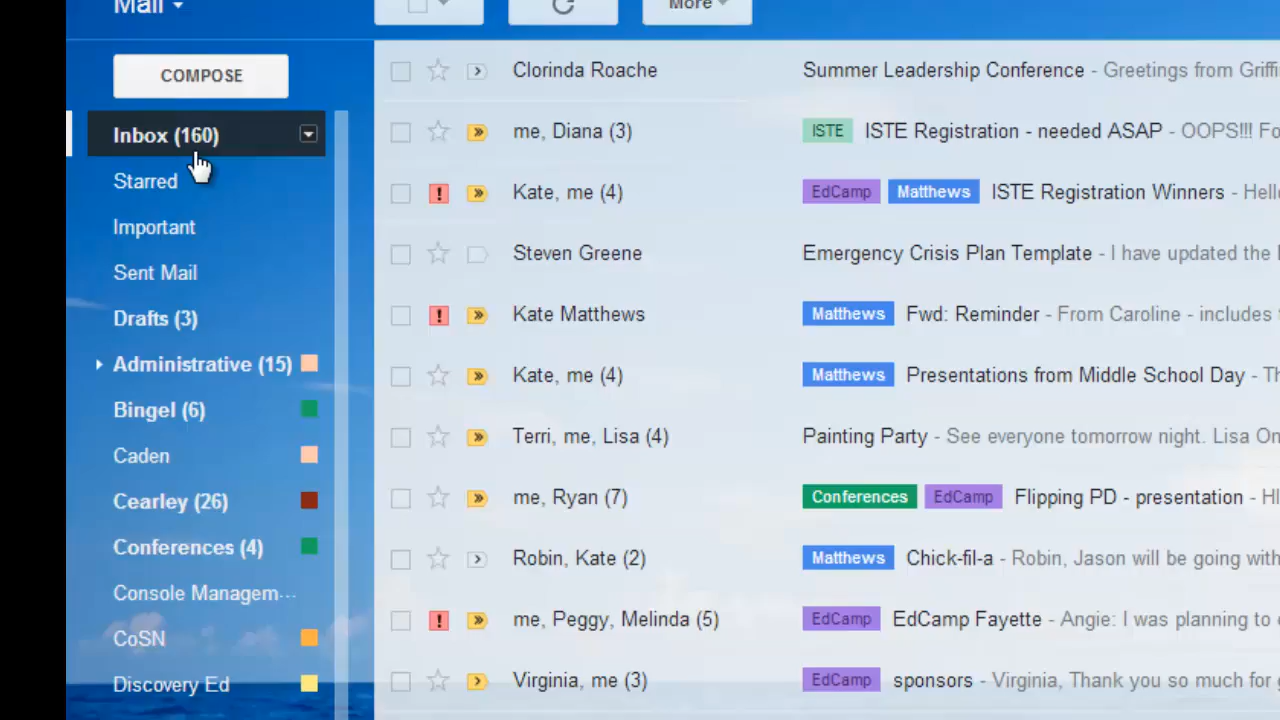 Mail
More
COMPOSE
Inbox (160)
Starred
Important
Sent Mail
Drafts (3)
Administrative (15)
Bingel (6)
Caden
Cearley (26)
Conferences (4)
Console Managem...
CoSN
Discovery Ed
Clorinda Roache Summer Leadership Conference - Greetings from Griffi
me, Diana (3) ISTE ISTE Registration - needed ASAP - OOPS!!! Fo
Kate, me (4) EdCamp Matthews ISTE Registration Winners - Hello
Steven Greene Emergency Crisis Plan Template - I have updated the
Kate Matthews Matthews Fwd: Reminder - From Caroline - includes
Kate, me (4) Matthews Presentations from Middle School Day - Th
Terri, me, Lisa (4) Painting Party - See everyone tomorrow night. Lisa On
me, Ryan (7) Conferences EdCamp Flipping PD - presentation - HI
Robin, Kate (2) Matthews Chick-fil-a - Robin, Jason will be going with
me, Peggy, Melinda (5) EdCamp EdCamp Fayette - Angie: I was planning to
Virginia, me (3) EdCamp sponsors - Virginia, Thank you so much for